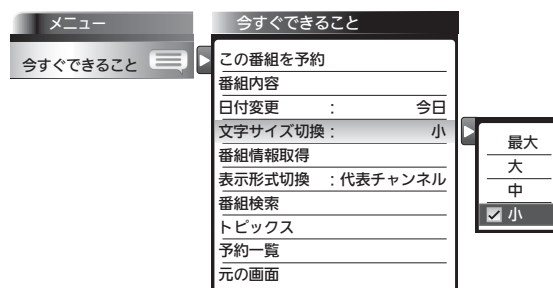 メニュー
今すぐできること
今すぐできること
この番組を予約
番組内容
日付変更 : 今日
文字サイズ切換 : 小
番組情報取得
表示形式切換 : 代表チャンネル
番組検索
トピックス
予約一覧
元の画面
最大
大
中
小